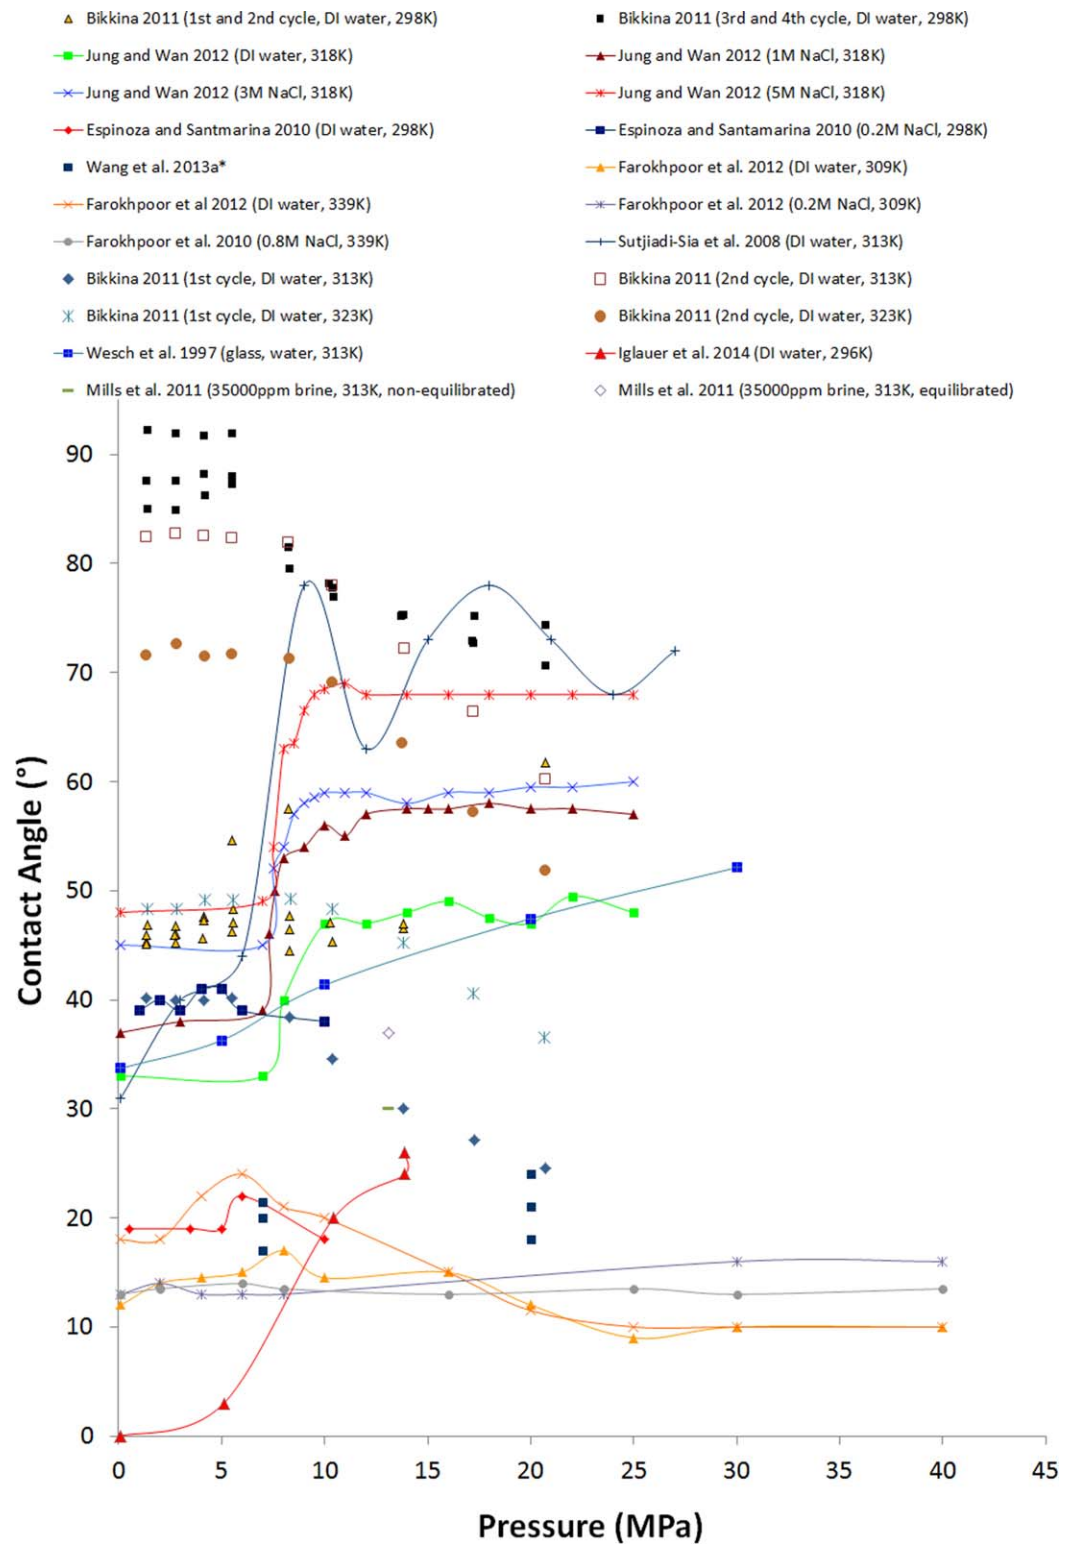 Bikkina 2011 (1st and 2nd cycle, DI water, 298K)
Bikkina 2011 (3rd and 4th cycle, DI water, 298K)
Jung and Wan 2012 (DI water, 318K)
Jung and Wan 2012 (1M NaCl, 318K)
Jung and Wan 2012 (3M NaCl, 318K)
Jung and Wan 2012 (5M NaCl, 318K)
Espinoza and Santmarina 2010 (DI water, 298K)
Espinoza and Santamarina 2010 (0.2M NaCl, 298K)
Wang et al. 2013a*
Farokhpoor et al. 2012 (DI water, 309K)
Farokhpoor et al 2012 (DI water, 339K)
Farokhpoor et al. 2012 (0.2M NaCl, 309K)
Farokhpoor et al. 2010 (0.8M NaCl, 339K)
Sutjiadi-Sia et al. 2008 (DI water, 313K)
Bikkina 2011 (1st cycle, DI water, 313K)
Bikkina 2011 (2nd cycle, DI water, 313K)
Bikkina 2011 (1st cycle, DI water, 323K)
Bikkina 2011 (2nd cycle, DI water, 323K)
Wesch et al. 1997 (glass, water, 313K)
Iglauer et al. 2014 (DI water, 296K)
Mills et al. 2011 (35000ppm brine, 313K, non-equilibrated)
Mills et al. 2011 (35000ppm brine, 313K, equilibrated)
90
80
70
60
50
40
30
20
10
0
Contact Angle (°)
0 5 10 15 20 25 30 35 40 45
Pressure (MPa)